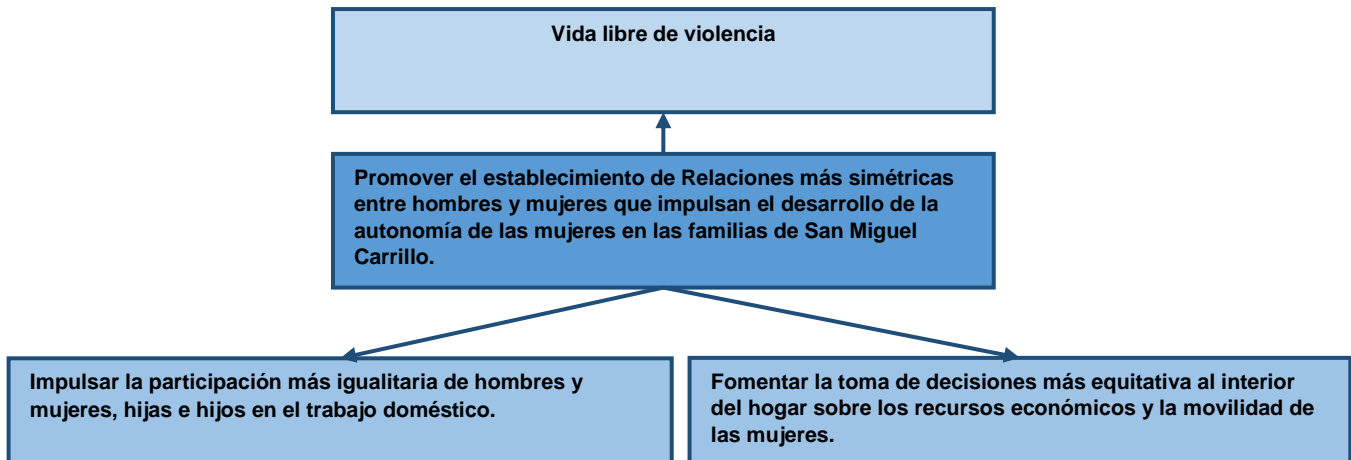 Vida libre de violencia
Promover el establecimiento de Relaciones más simétricas
entre hombres y mujeres que impulsan el desarrollo de la
autonomía de las mujeres en las familias de San Miguel
Carrillo.
Impulsar la participación más igualitaria de hombres y
mujeres, hijas e hijos en el trabajo doméstico.
Fomentar la toma de decisiones más equitativa al interior
del hogar sobre los recursos económicos y la movilidad de
las mujeres.